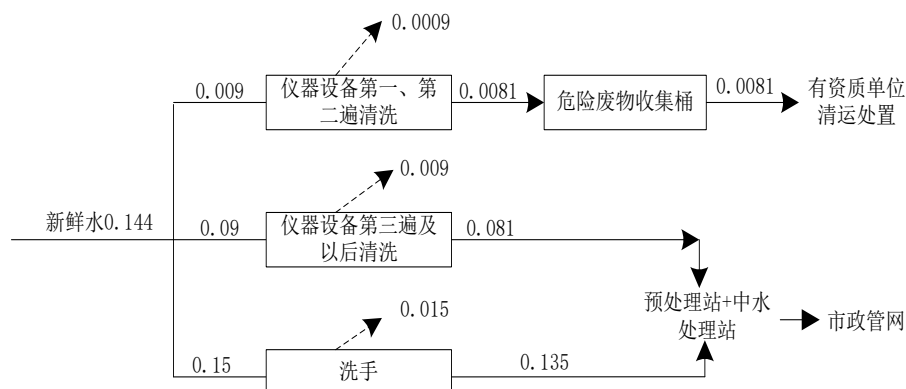 0.0009
0.009
仪器设备第一、第
二遍清洗
0.0081
危险废物收集桶
0.0081
有资质单位
清运处置
0.009
新鲜水0.144
0.09
仪器设备第三遍及
以后清洗
0.081
预处理站+中水
处理站
市政管网
0.015
0.15
洗手
0.135